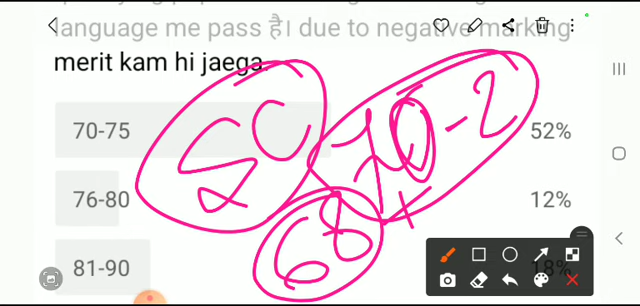 language me pass है। due to negative marking
merit kam hi jaega.
SC 70-2
70-75 52%
76-80 12%
68
81-90 18%